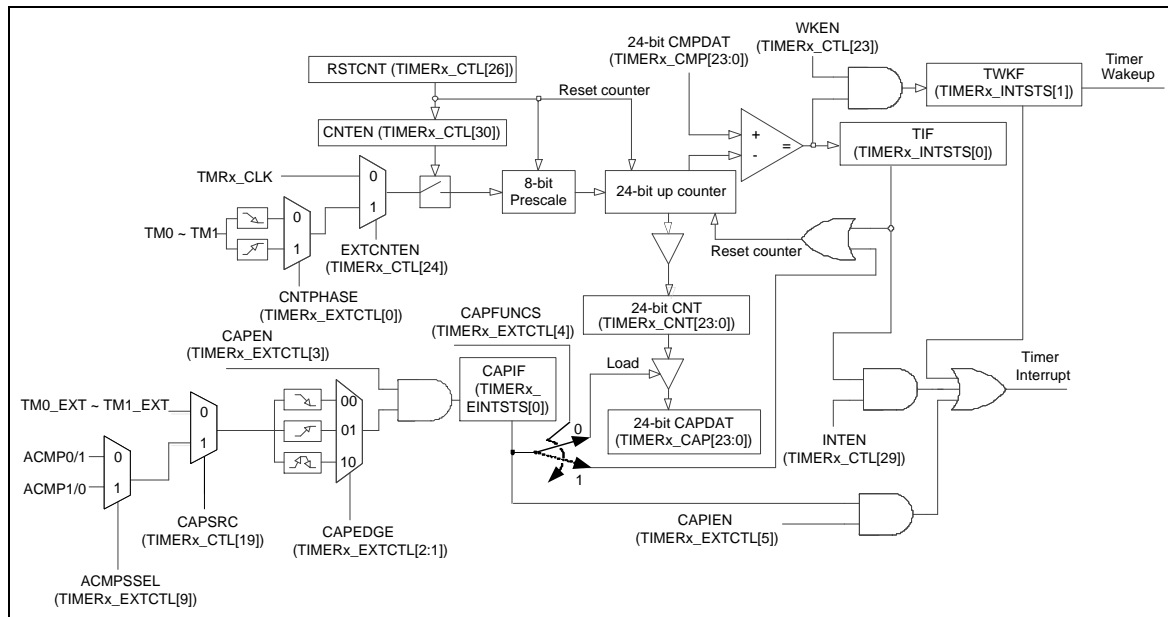 WKEN
(TIMERx_CTL[23])
24-bit CMPDAT
(TIMERx_CMP[23:0])
Timer
Wakeup
RSTCNT (TIMERx_CTL[26])
TWKF
(TIMERx_INTSTS[1])
Reset counter
CNTEN (TIMERx_CTL[30])
+
-
=
TIF
(TIMERx_INTSTS[0])
TMRx_CLK
0
1
8-bit
Prescale
24-bit up counter
TM0 ~ TM1
0
1
EXTCNTEN
(TIMERx_CTL[24])
Reset counter
CNTPHASE
(TIMERx_EXTCTL[0])
24-bit CNT
(TIMERx_CNT[23:0])
CAPFUNCS
(TIMERx_EXTCTL[4])
CAPEN
(TIMERx_EXTCTL[3])
CAPIF
(TIMERx_
EINTSTS[0])
Load
Timer
Interrupt
TM0_EXT ~ TM1_EXT
0
1
00
01
10
0
1
24-bit CAPDAT
(TIMERx_CAP[23:0])
INTEN
(TIMERx_CTL[29])
ACMP0/1
ACMP1/0
0
1
CAPSRC
(TIMERx_CTL[19])
CAPEDGE
(TIMERx_EXTCTL[2:1])
CAPIEN
(TIMERx_EXTCTL[5])
ACMPSSEL
(TIMERx_EXTCTL[9])